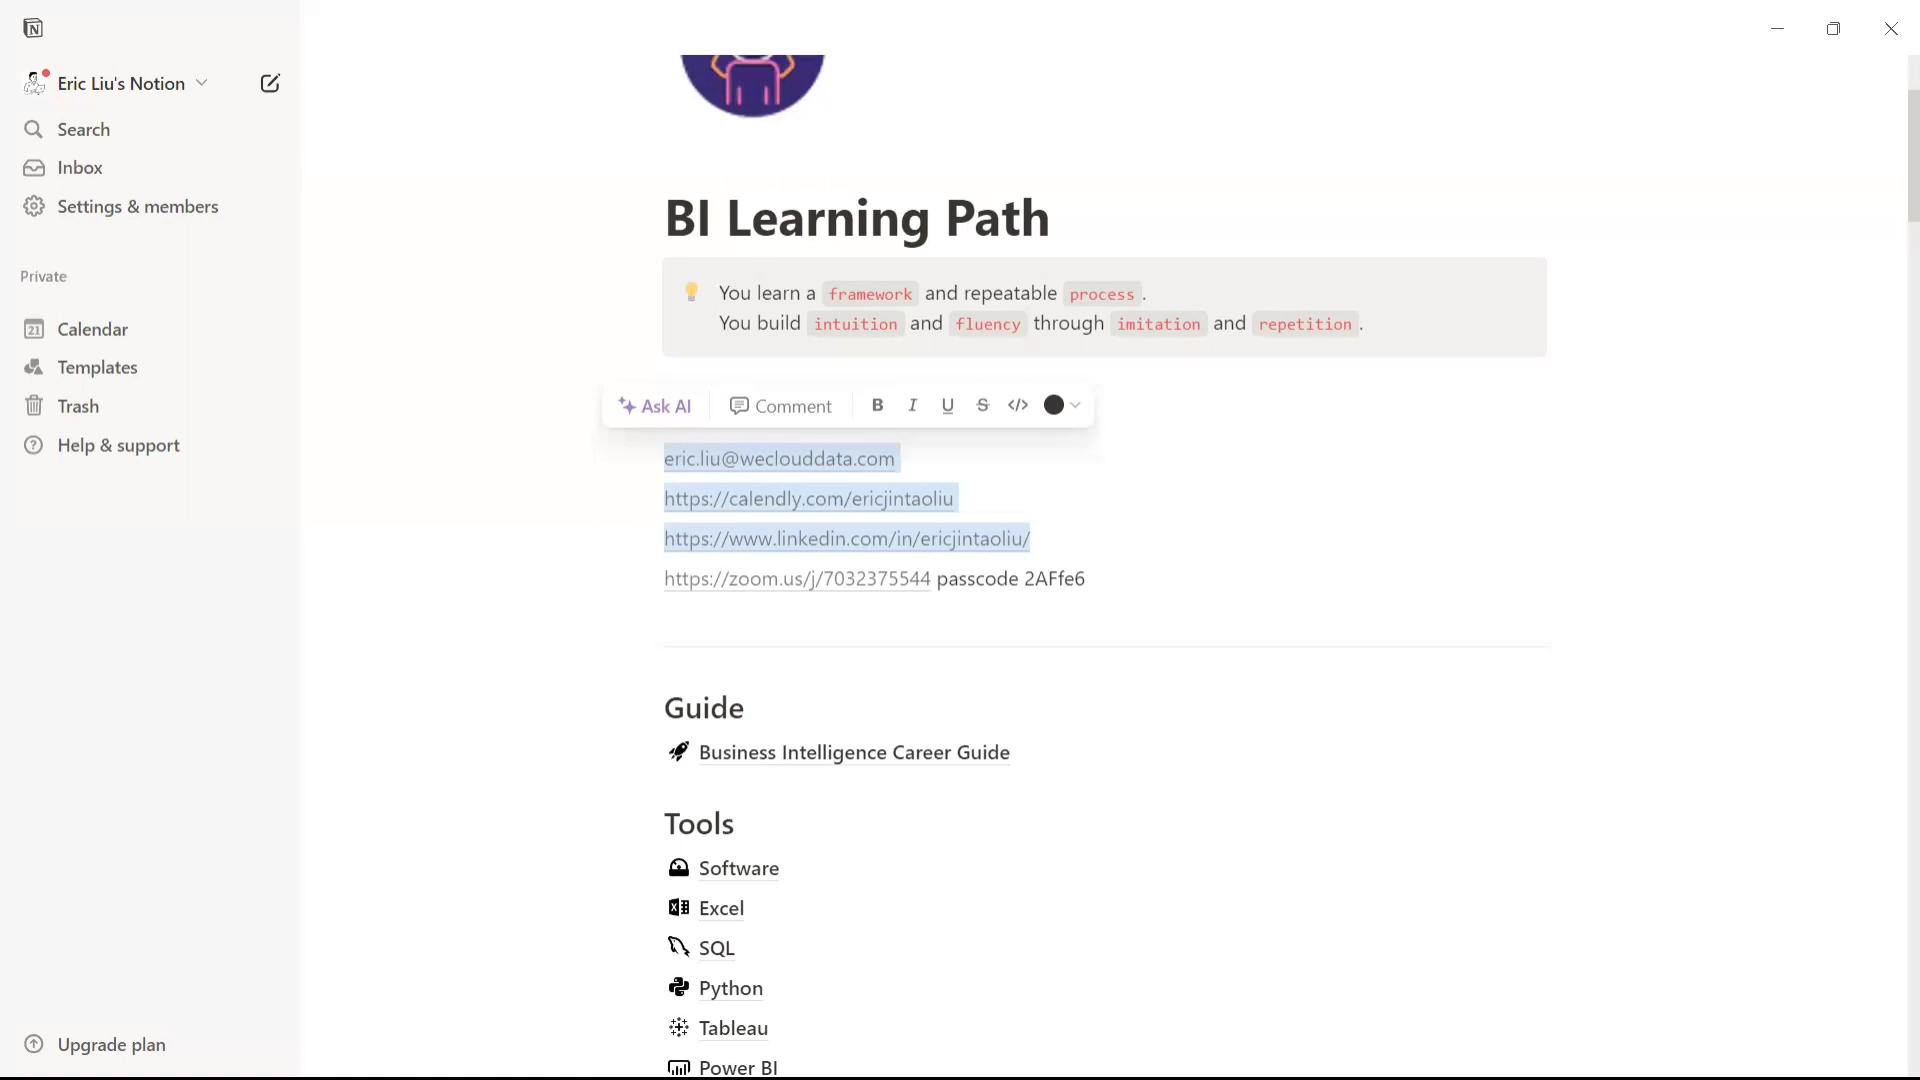 Eric Liu's Notion
Search
Inbox
Settings & members
Private
21 Calendar
Templates
Trash
Help & support
Upgrade plan
BI Learning Path
You learn a framework and repeatable process.
You build intuition and fluency through imitation and repetition.
Ask AI Comment B I U S </>
eric.liu@weclouddata.com
https://calendly.com/ericjintaoliu
https://www.linkedin.com/in/ericjintaoliu/
https://zoom.us/j/7032375544 passcode 2AFfe6
Guide
Business Intelligence Career Guide
Tools
Software
Excel
SQL
Python
Tableau
Power BI